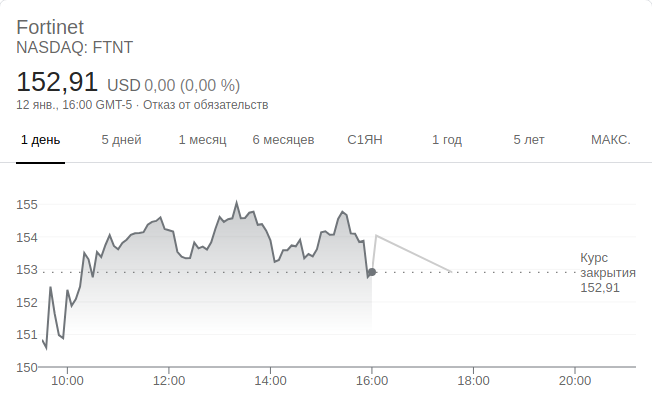 Fortinet
NASDAQ: FTNT
152,91 USD 0,00 (0,00 %)
12 янв., 16:00 GMT-5 · Отказ от обязательств
1 день 5 дней 1 месяц 6 месяцев С1ЯН 1 год 5 лет МАКС.
155
154
153
152
151
150
Курс
закрытия
152,91
10:00 12:00 14:00 16:00 18:00 20:00